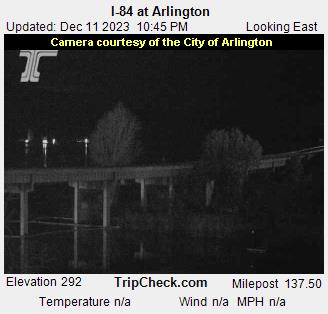 I-84 at Arlington
Updated: Dec 11 2023 10:45 PM Looking East
Camera courtesy of the City of Arlington
Elevation 292 TripCheck.com Milepost 137.50
Temperature n/a Wind n/a MPH n/a